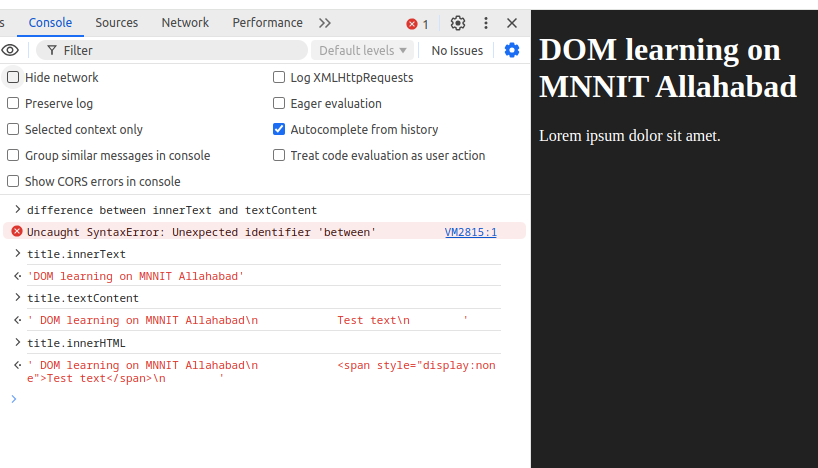 s Console Sources Network Performance 1
Filter Default levels ▼ No Issues
Hide network Log XMLHttpRequests
Preserve log Eager evaluation
Selected context only Autocomplete from history
Group similar messages in console Treat code evaluation as user action
Show CORS errors in console
difference between innerText and textContent
Uncaught SyntaxError: Unexpected identifier 'between' VM2815:1
title.innerText
'DOM learning on MNNIT Allahabad'
title.textContent
' DOM learning on MNNIT Allahabad\n            Test text\n        '
title.innerHTML
' DOM learning on MNNIT Allahabad\n            <span style="display:non
e">Test text</span>\n        '
DOM learning on
MNNIT Allahabad
Lorem ipsum dolor sit amet.